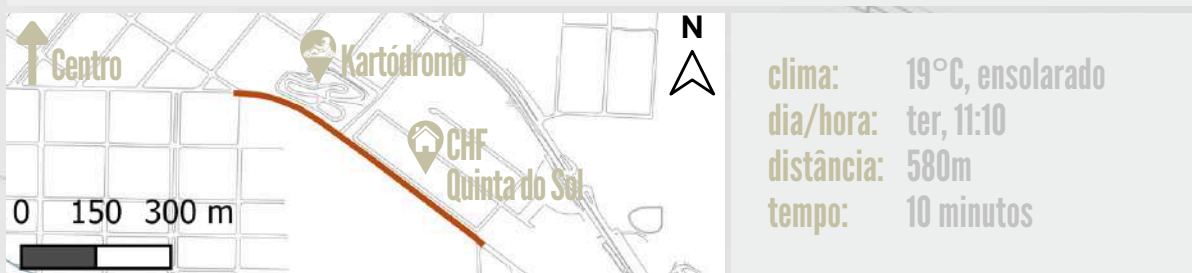 N
Centro
Kartódromo
CHF
Quinta do Sol
0 150 300 m
clima: 19°C, ensolarado
dia/hora: ter, 11:10
distância: 580m
tempo: 10 minutos